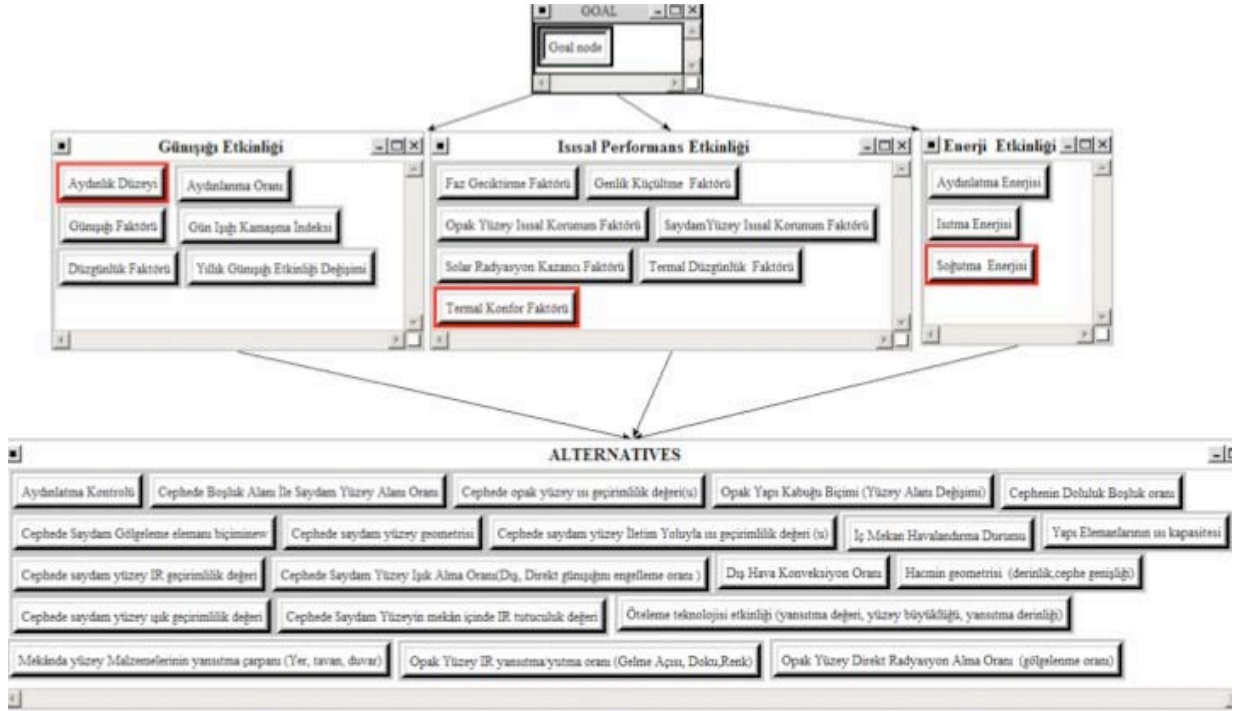 GOAL
Goal node
Günışığı Etkinliği
Aydınlık Düzeyi Aydınlanma Oranı
Günışığı Faktörü Gün Işığı Kamaşma İndeksi
Düzgünlük Faktörü Yıllık Günışığı Etkinliği Değişimi
Isısal Performans Etkinliği
Faz Geciktirme Faktörü Genlik Küçültme Faktörü
Opak Yüzey Isısal Korunum Faktörü SaydamYüzey Isısal Korunum Faktörü
Solar Radyasyon Kazancı Faktörü Termal Düzgünlük Faktörü
Termal Konfor Faktörü
Enerji Etkinliği
Aydınlatma Enerjisi
Isıtma Enerjisi
Soğutma Enerjisi
ALTERNATIVES
Aydınlatma Kontrolü Cephede Boşluk Alanı İle Saydam Yüzey Alanı Oranı Cephede opak yüzey ısı geçirimlilik değeri(u) Opak Yapı Kabuğu Biçimi (Yüzey Alanı Değişimi) Cephenin Doluluk Boşluk oranı
Cephede Saydam Gölgeleme elemanı biçiminew Cephede saydam yüzey geometrisi Cephede saydam yüzey İletim Yoluyla ısı geçirimlilik değeri (u) İç Mekan Havalandırma Durumu Yapı Elemanlarının ısı kapasitesi
Cephede saydam yüzey IR geçirimlilik değeri Cephede Saydam Yüzey Işık Alma Oranı(Dış, Direkt günışığını engelleme oranı ) Dış Hava Konveksiyon Oranı Hacmin geometrisi (derinlik,cephe genişliği)
Cephede saydam yüzey ışık geçirimlilik değeri Cephede Saydam Yüzeyin mekân içinde IR tutuculuk değeri Öteleme teknolojisi etkinliği (yansıtma değeri, yüzey büyüklüğü, yansıtma derinliği)
Mekânda yüzey Malzemelerinin yansıtma çarpanı (Yer, tavan, duvar) Opak Yüzey IR yansıtma/yutma oranı (Gelme Açısı, Doku,Renk) Opak Yüzey Direkt Radyasyon Alma Oranı (gölgelenme oranı)